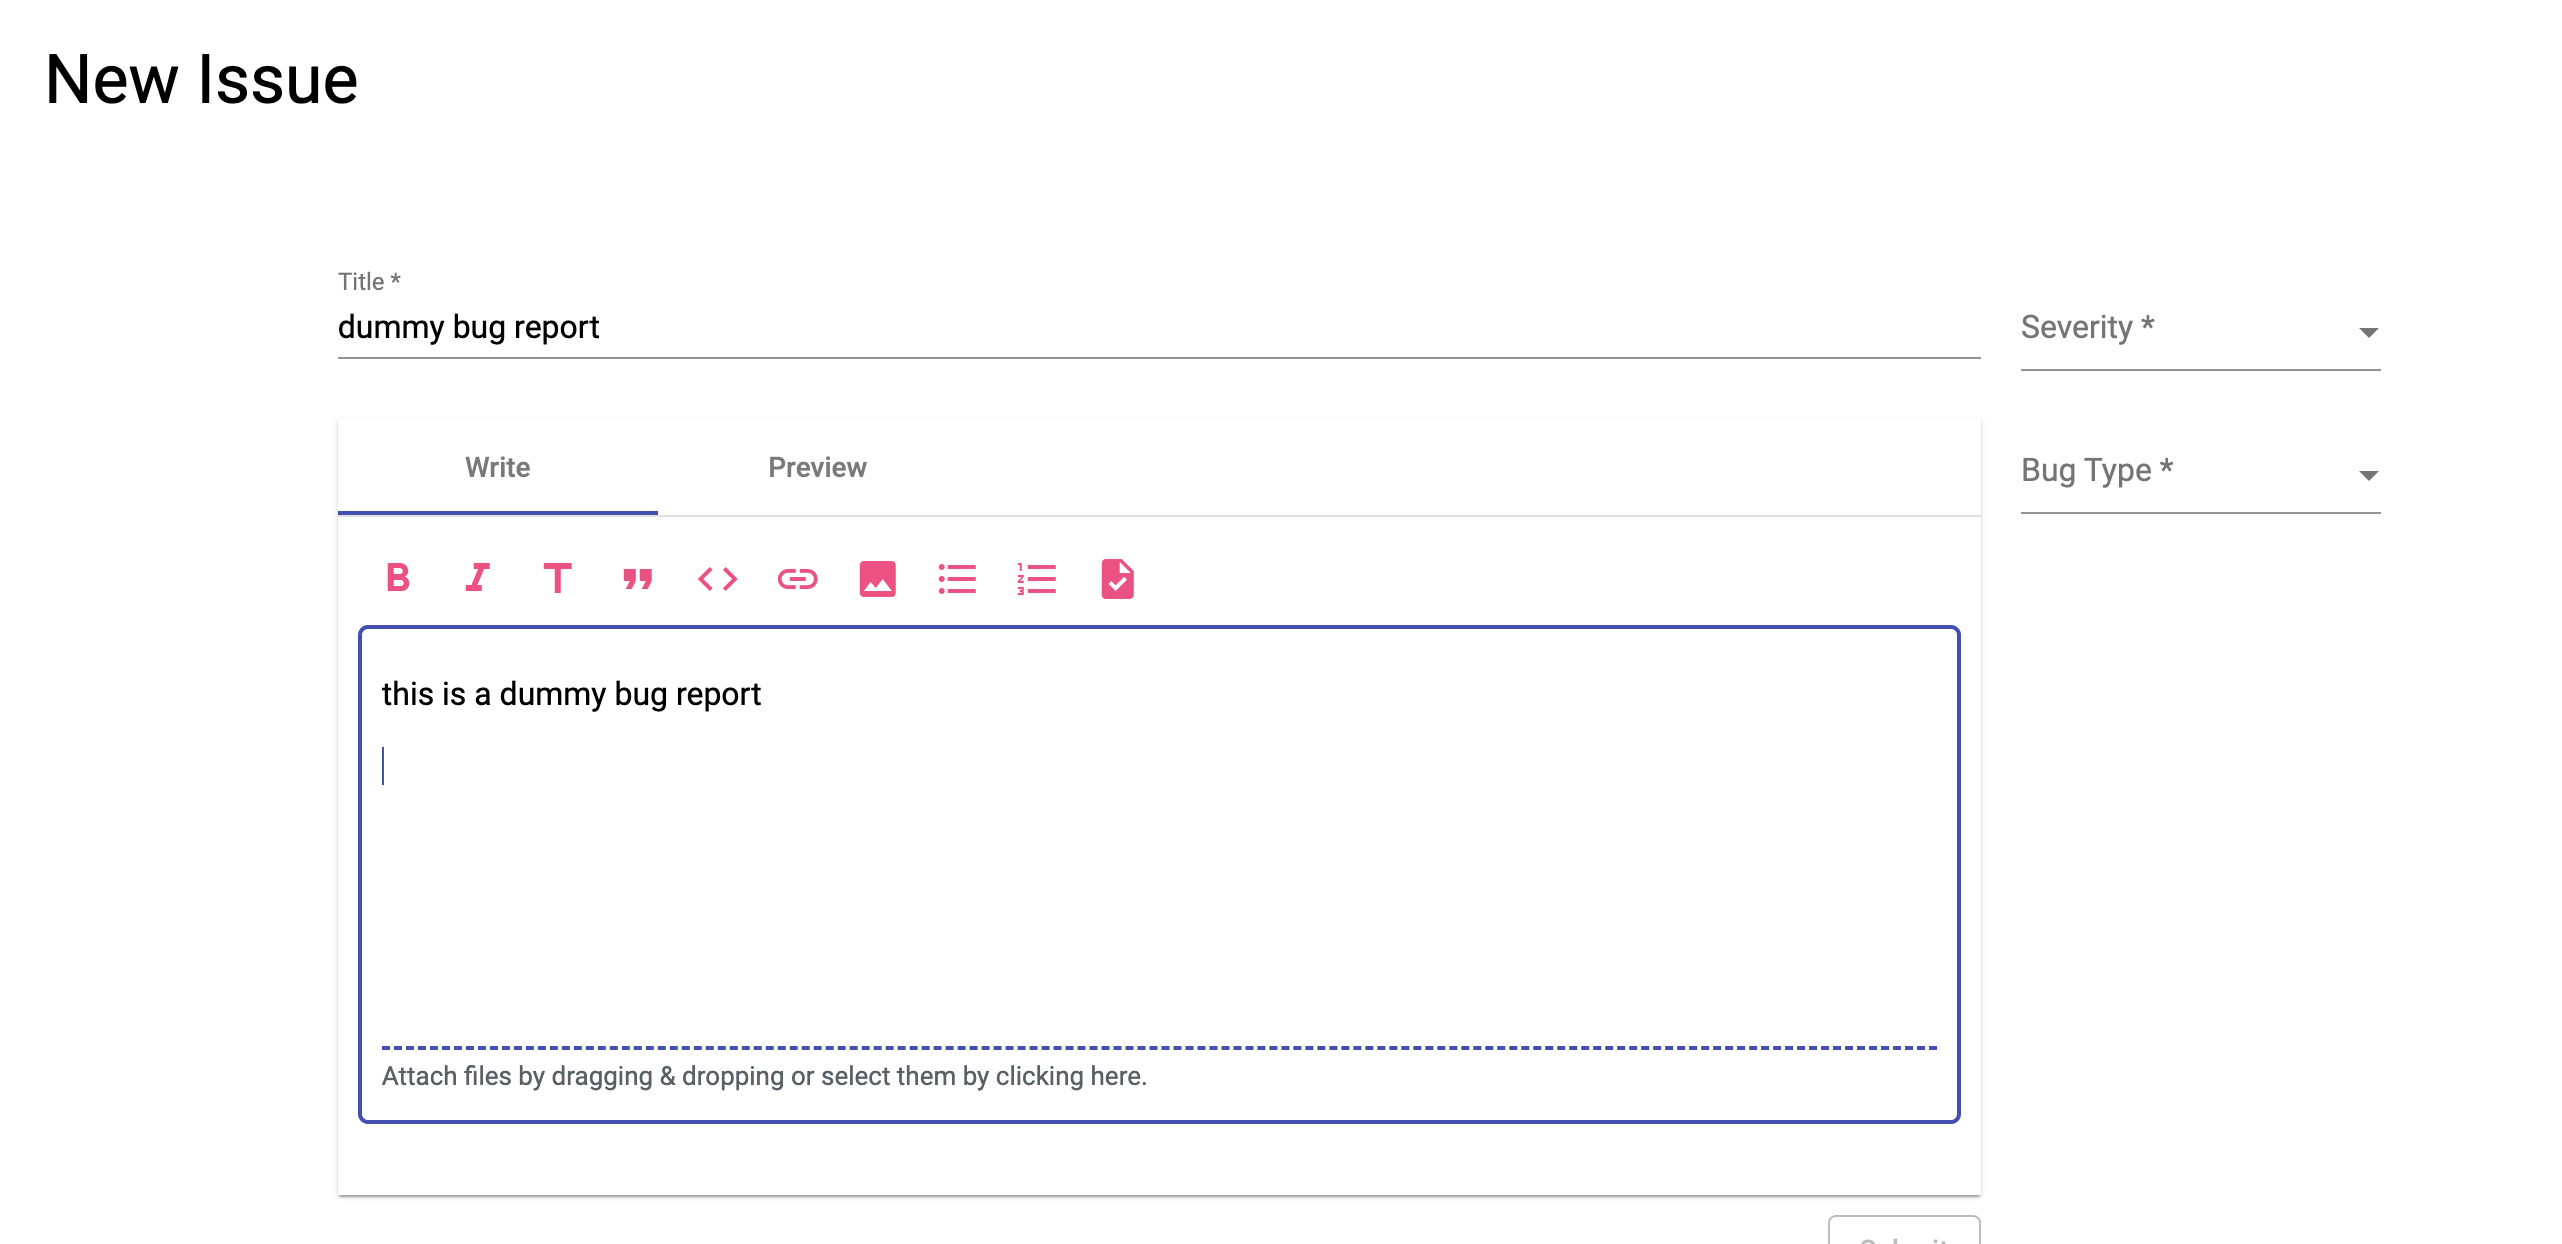 New Issue
Title *
dummy bug report
Severity *
Write
Preview
Bug Type *
this is a dummy bug report
Attach files by dragging & dropping or select them by clicking here.